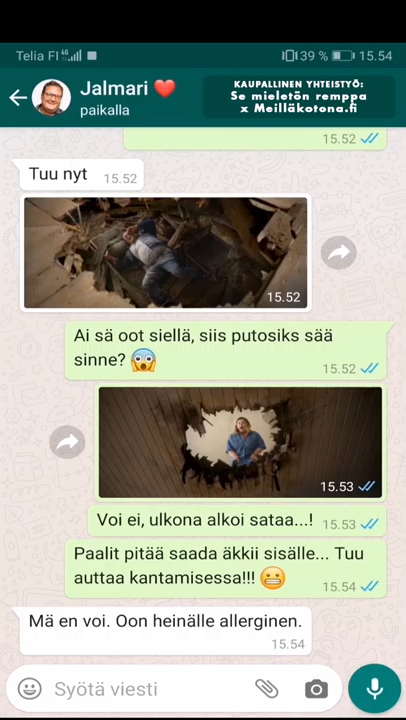 Telia FI 4G 39 % 15.54
Jalmari
paikalla
KAUPALLINEN YHTEISTYÖ:
Se mieletön remppa
x Meilläkotona.fi
15.52
Tuu nyt 15.52
15.52
Ai sä oot siellä, siis putosiks sää
sinne?
15.52
15.53
Voi ei, ulkona alkoi sataa...! 15.53
Paalit pitää saada äkkii sisälle... Tuu
auttaa kantamisessa!!!
15.54
Mä en voi. Oon heinälle allerginen.
15.54
Syötä viesti